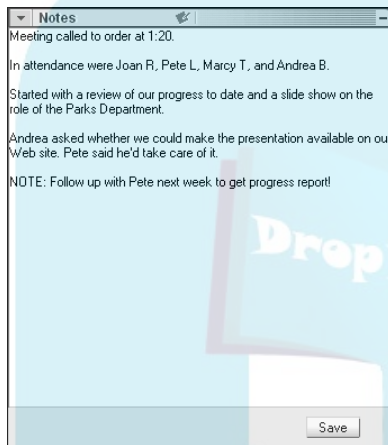 Notes
Meeting called to order at 1:20.
In attendance were Joan R, Pete L, Marcy T, and Andrea B.
Started with a review of our progress to date and a slide show on the
role of the Parks Department.
Andrea asked whether we could make the presentation available on ou
Web site. Pete said he'd take care of it.
NOTE: Follow up with Pete next week to get progress report!
Drop
Save